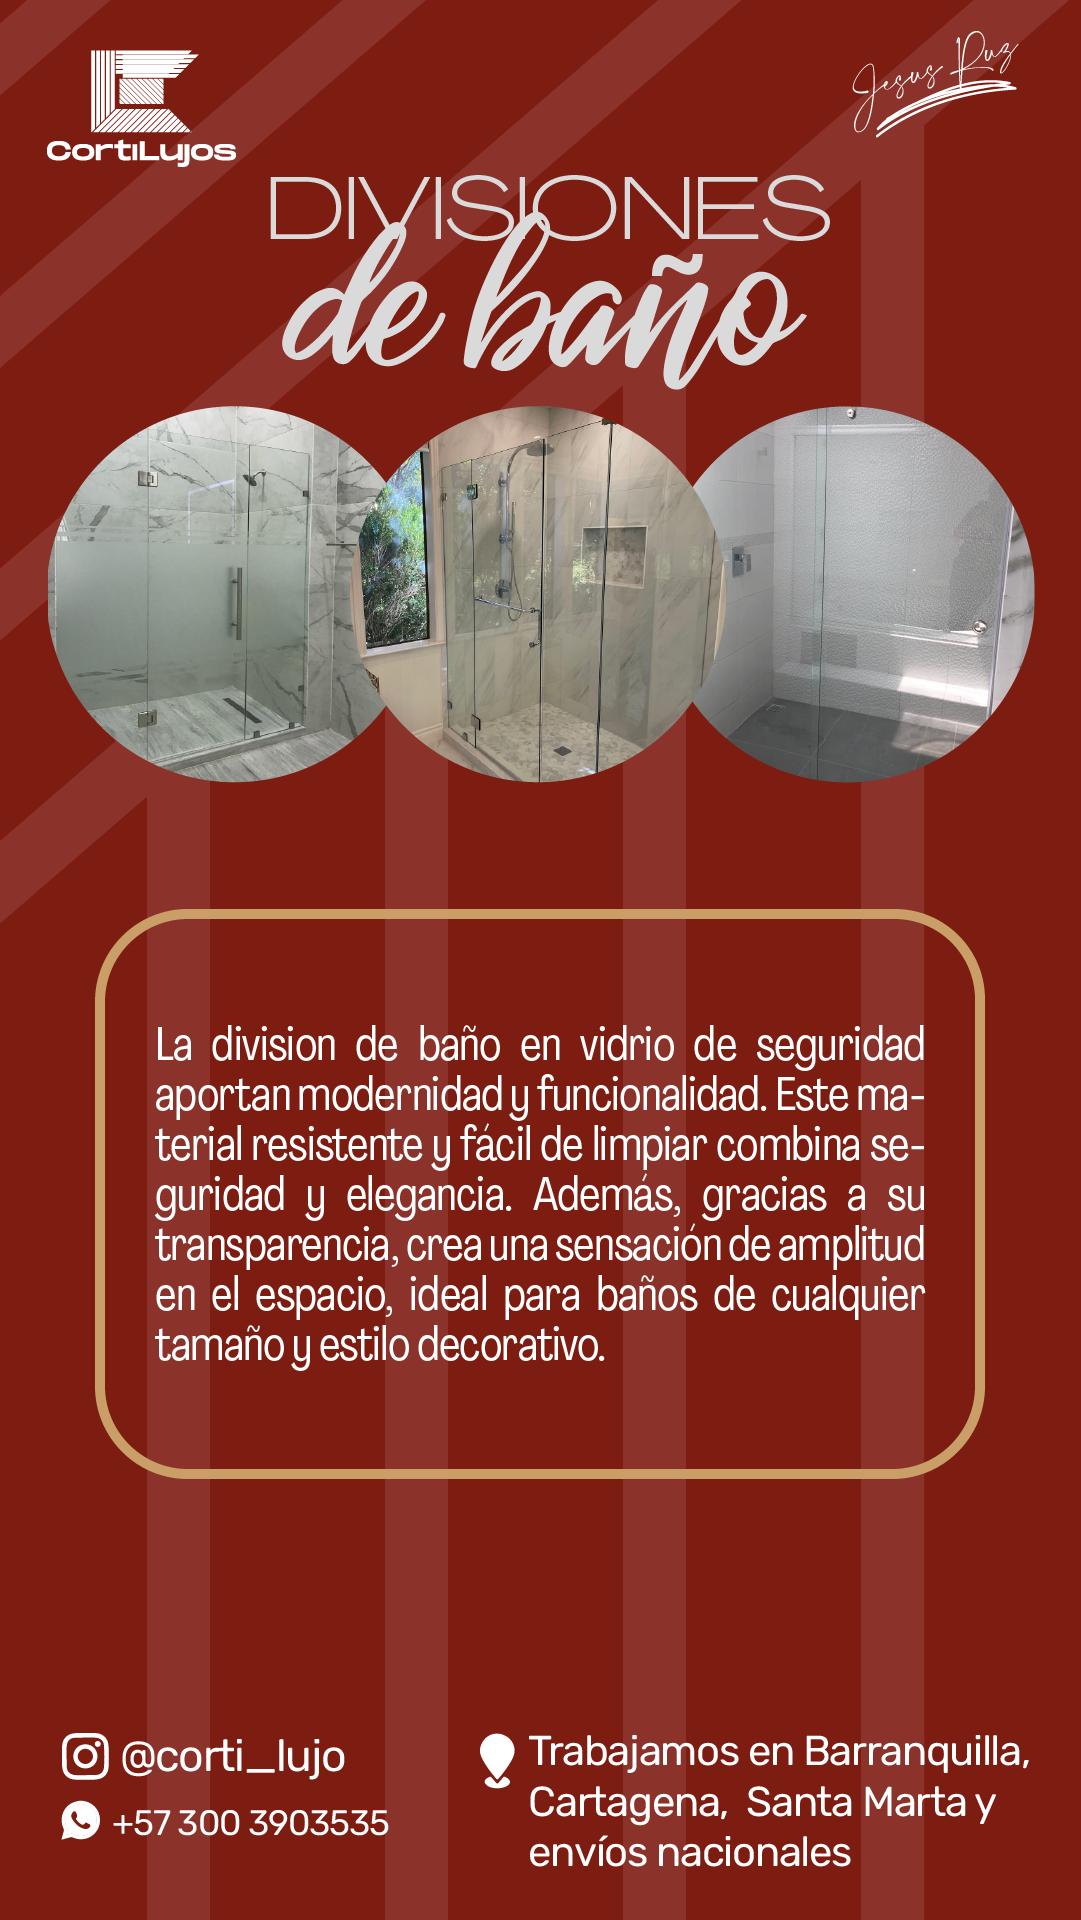 CortiLujos
Jesus Ruz
DIVISIONES
de baño
La division de baño en vidrio de seguridad
aportan modernidad y funcionalidad. Este ma-
terial resistente y fácil de limpiar combina se-
guridad y elegancia. Además, gracias a su
transparencia, crea una sensación de amplitud
en el espacio, ideal para baños de cualquier
tamaño y estilo decorativo.
@corti_lujo
+57 300 3903535
Trabajamos en Barranquilla,
Cartagena, Santa Marta y
envíos nacionales